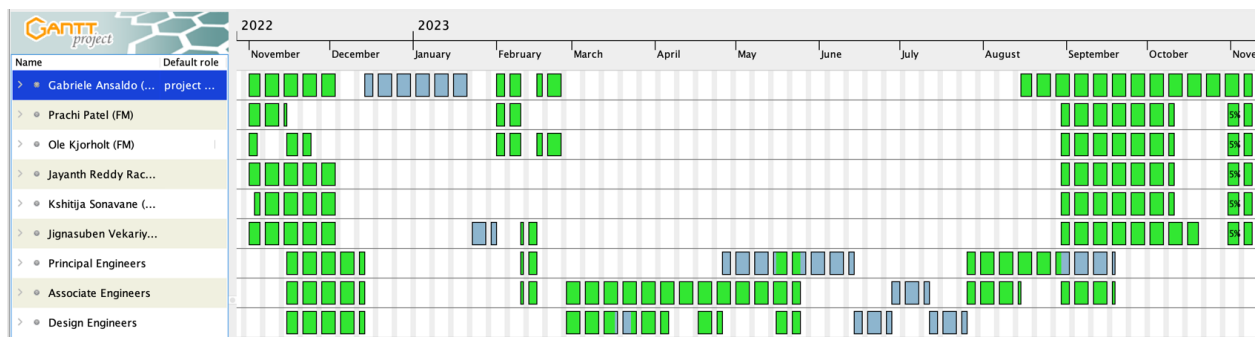 GANTT
project
2022 2023
November December January February March April May June July August September October Nove
Name Default role
Gabriele Ansaldo (... project ...
Prachi Patel (FM) 5%
Ole Kjorholt (FM) 5%
Jayanth Reddy Rac... 5%
Kshitija Sonavane (... 5%
Jignasuben Vekariy... 5%
Principal Engineers
Associate Engineers
Design Engineers